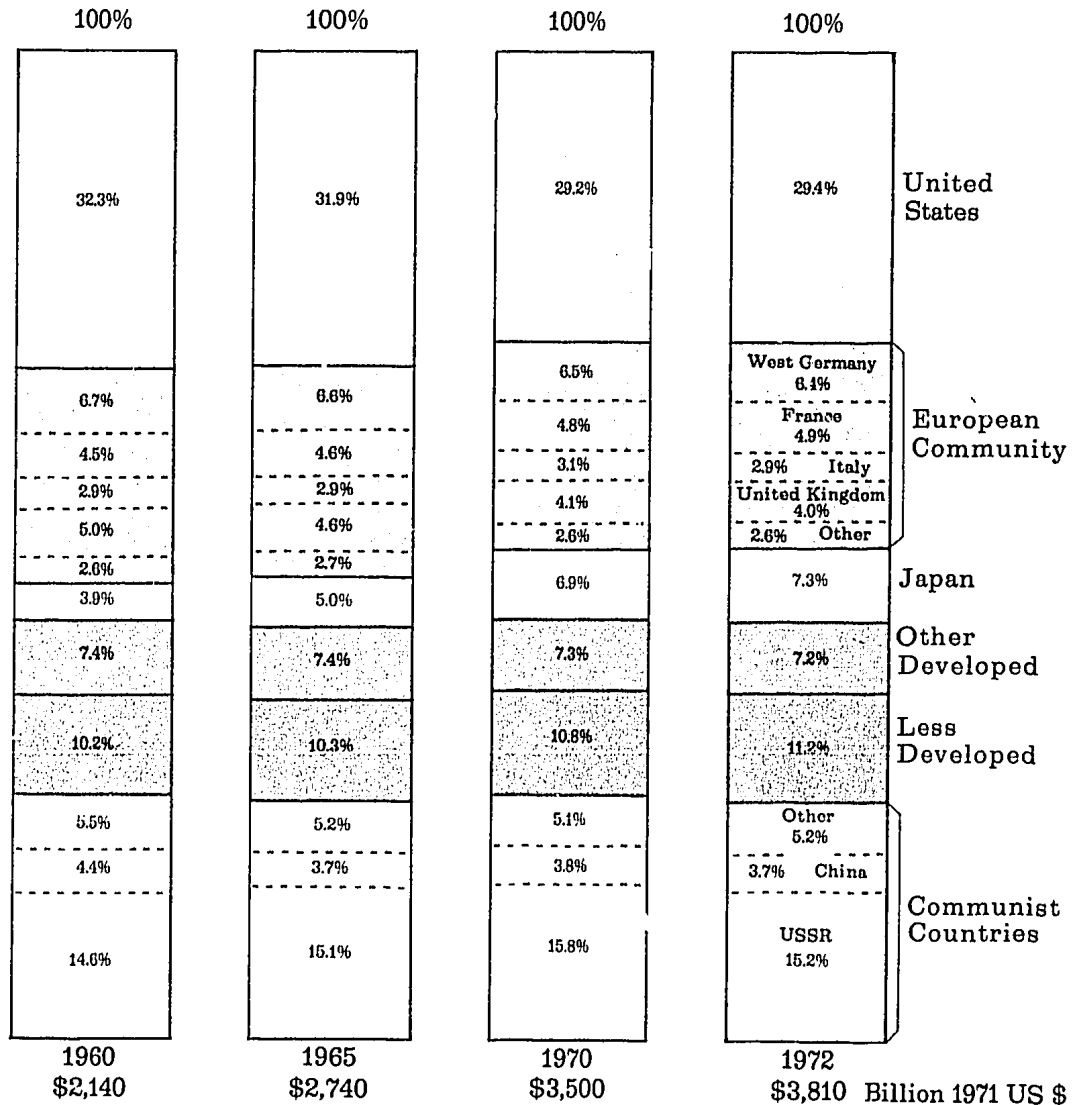 100%
32.3%
6.7%
4.5%
2.9%
5.0%
2.6%
3.9%
7.4%
10.2%
5.5%
4.4%
14.6%
1960
$2,140
100%
31.9%
6.6%
4.6%
2.9%
4.6%
2.7%
5.0%
7.4%
10.3%
5.2%
3.7%
15.1%
1965
$2,740
100%
29.2%
6.5%
4.8%
3.1%
4.1%
2.6%
6.9%
7.3%
10.8%
5.1%
3.8%
15.8%
1970
$3,500
100%
29.4%
West Germany
6.4%
France
4.9%
2.9% Italy
United Kingdom
4.0%
2.6% Other
7.3%
7.2%
11.2%
Other
5.2%
3.7% China
USSR
15.2%
1972
$3,810 Billion 1971 US $
United
States
European
Community
Japan
Other
Developed
Less
Developed
Communist
Countries